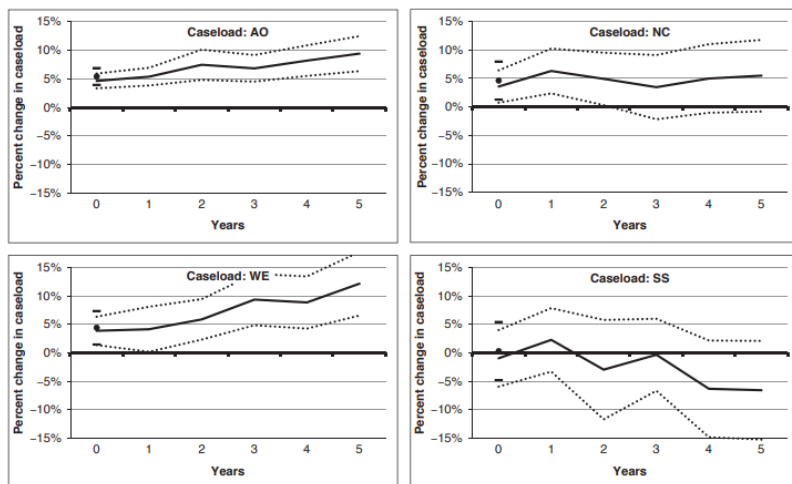 Caseload: AO
Percent change in caseload
15%
10%
5%
0%
−5%
−10%
−15%
0 1 2 3 4 5
Years
Caseload: NC
Percent change in caseload
15%
10%
5%
0%
−5%
−10%
−15%
0 1 2 3 4 5
Years
Caseload: WE
Percent change in caseload
15%
10%
5%
0%
−5%
−10%
−15%
0 1 2 3 4 5
Years
Caseload: SS
Percent change in caseload
15%
10%
5%
0%
−5%
−10%
−15%
0 1 2 3 4 5
Years